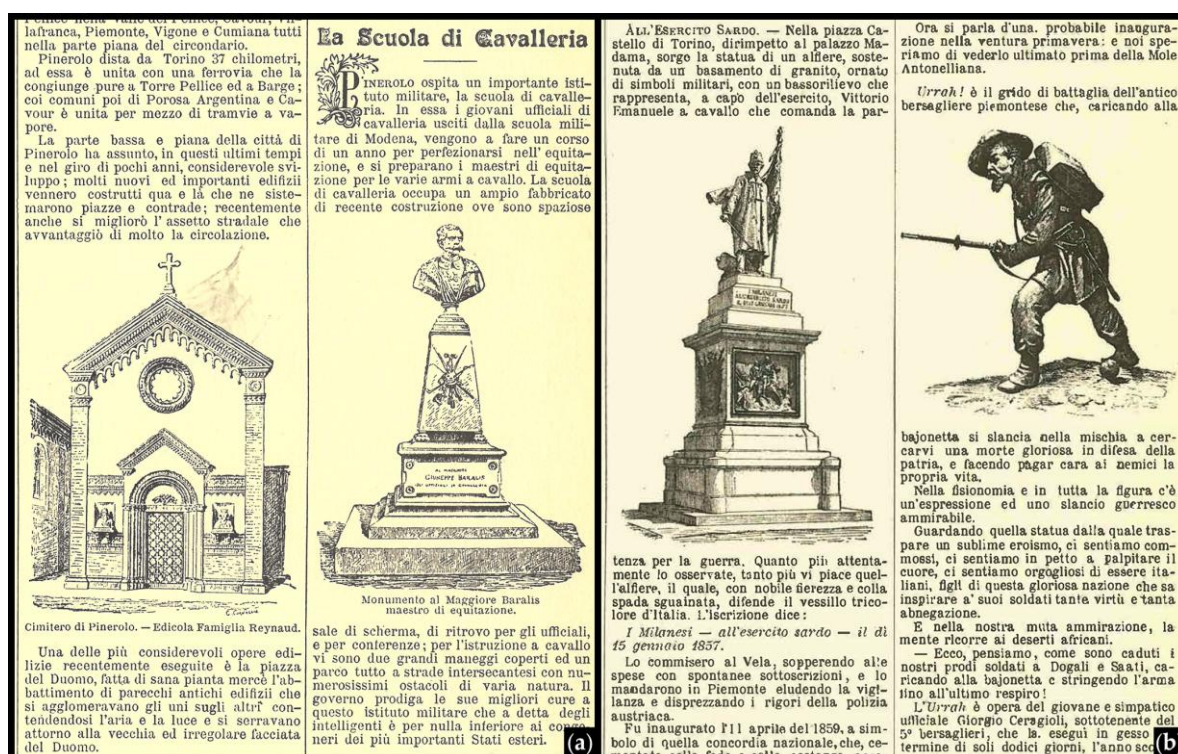 lafranca, Piemonte, Vigone e Cumiana tutti
nella parte piana del circondario.
Pinerolo dista da Torino 37 chilometri,
ad essa è unita con una ferrovia che la
congiunge pure a Torre Pellice ed a Barge;
coi comuni poi di Porosa Argentina e Ca-
vour è unita per mezzo di tramvie a va-
pore.
La parte bassa e piana della città di
Pinerolo ha assunto, in questi ultimi tempi
e nel giro di pochi anni, considerevole svi-
luppo; molti nuovi ed importanti edifizii
vennero costrutti qua e là che ne siste-
marono piazze e contrade; recentemente
anche si migliorò l'assetto stradale che
avvantaggiò di molto la circolazione.
Cimitero di Pinerolo. — Edicola Famiglia Reynaud.
Una delle più considerevoli opere edi-
lizie recentemente eseguite è la piazza
del Duomo, fatta di sana pianta mercè l'ab-
battimento di parecchi antichi edifizii che
si agglomeravano gli uni sugli altri con-
tendendosi l'aria e la luce e si serravano
attorno alla vecchia ed irregolare facciata
del Duomo.
La Scuola di Cavalleria
PINEROLO ospita un importante isti-
tuto militare, la scuola di cavalle-
ria. In essa i giovani ufficiali di
cavalleria usciti dalla scuola mili-
tare di Modena, vengono a fare un corso
di un anno per perfezionarsi nell'equita-
zione, e si preparano i maestri di equita-
zione per le varie armi a cavallo. La scuola
di cavalleria occupa un ampio fabbricato
di recente costruzione ove sono spaziose
AL MAGGIORE
GIUSEPPE BARALIS
GLI UFFICIALI DI CAVALLERIA
Monumento al Maggiore Baralis
maestro di equitazione.
sale di scherma, di ritrovo per gli ufficiali,
e per conferenze; per l'istruzione a cavallo
vi sono due grandi maneggi coperti ed un
parco tutto a strade intersecantesi con nu-
merosissimi ostacoli di varia natura. Il
governo prodiga le sue migliori cure a
questo istituto militare che a detta degli
intelligenti è per nulla inferiore ai conge-
neri dei più importanti Stati esteri.
(a)
ALL'ESERCITO SARDO. — Nella piazza Ca-
stello di Torino, dirimpetto al palazzo Ma-
dama, sorge la statua di un alfiere, soste-
nuta da un basamento di granito, ornato
di simboli militari, con un bassorilievo che
rappresenta, a capo dell'esercito, Vittorio
Emanuele a cavallo che comanda la par-
I MILANESI
ALL'ESERCITO SARDO
IL DI 15 GENNAIO 1857
tenza per la guerra. Quanto più attenta-
mente lo osservate, tanto più vi piace quel-
l'alfiere, il quale, con nobile fierezza e colla
spada sguainata, difende il vessillo trico-
lore d'Italia. L'iscrizione dice:
I Milanesi — all'esercito sardo — il dì
15 gennaio 1857.
Lo commisero al Vela, sopperendo alle
spese con spontanee sottoscrizioni, e lo
mandarono in Piemonte eludendo la vigi-
lanza e disprezzando i rigori della polizia
austriaca.
Fu inaugurato l'11 aprile del 1859, a sim-
bolo di quella concordia nazionale, che, ce-
Ora si parla d'una. probabile inaugura-
zione nella ventura primavera: e noi spe-
riamo di vederlo ultimato prima della Mole
Antonelliana.
Urrah! è il grido di battaglia dell'antico
bersagliere piemontese che, caricando alla
bajonetta si slancia nella mischia a cer-
carvi una morte gloriosa in difesa della
patria, e facendo pagar cara ai nemici la
propria vita.
Nella fisionomia e in tutta la figura c'è
un'espressione ed uno slancio guerresco
ammirabile.
Guardando quella statua dalla quale tras-
pare un sublime eroismo, ci sentiamo com-
mossi, ci sentiamo in petto a palpitare il
cuore, ci sentiamo orgogliosi di essere ita-
liani, figli di questa gloriosa nazione che sa
inspirare a' suoi soldati tante virtù e tanta
abnegazione.
E nella nostra muta ammirazione, la
mente ricorre ai deserti africani.
— Ecco, pensiamo, come sono caduti i
nostri prodi soldati a Dogali e Saati, ca-
ricando alla bajonetta e stringendo l'arma
fino all'ultimo respiro!
L'Urrah è opera del giovane e simpatico
ufficiale Giorgio Ceragioli, sottotenente del
5º bersaglieri, che la eseguì in gesso
termine di soli dodici giorni. l'anno
(b)